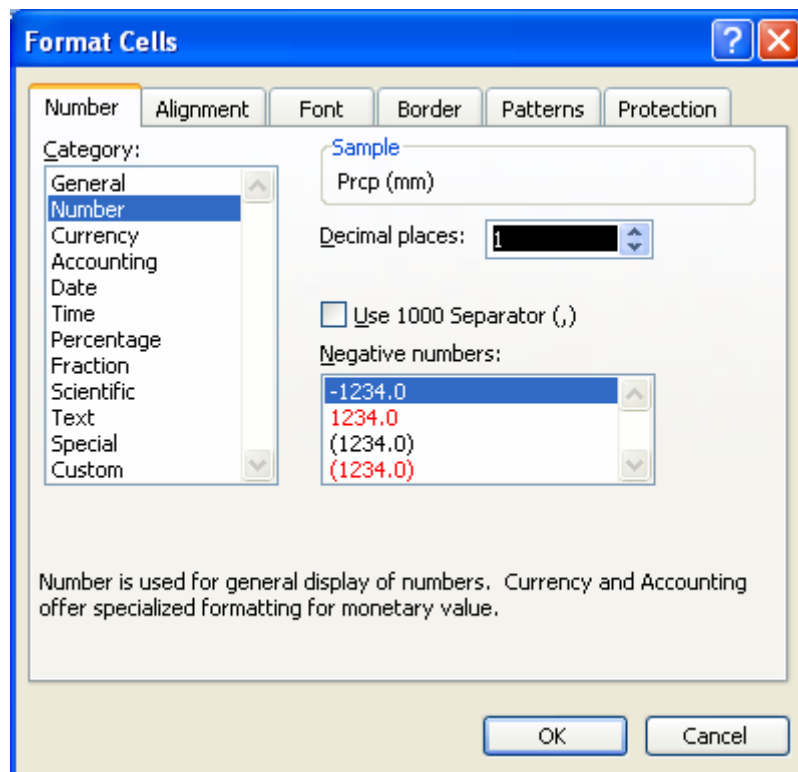 Format Cells
?
Number Alignment Font Border Patterns Protection
Category:
General
Number
Currency
Accounting
Date
Time
Percentage
Fraction
Scientific
Text
Special
Custom
Sample
Prcp (mm)
Decimal places: 1
Use 1000 Separator (,)
Negative numbers:
-1234.0
1234.0
(1234.0)
(1234.0)
Number is used for general display of numbers.  Currency and Accounting
offer specialized formatting for monetary value.
OK Cancel